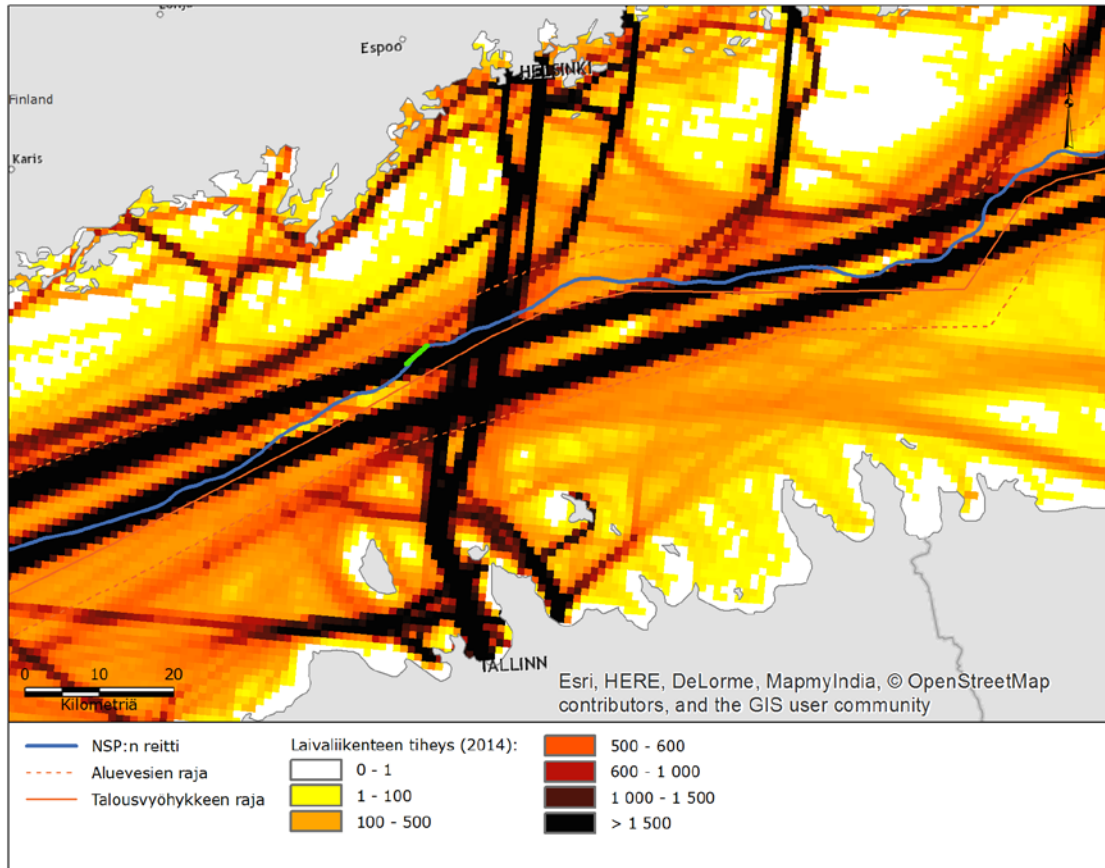 Espoo
HELSINKI
N
Finland
Karis
TALLINN
0 10 20
Kilometriä
Esri, HERE, DeLorme, MapmyIndia, © OpenStreetMap
contributors, and the GIS user community
NSP:n reitti
Aluevesien raja
Talousvyöhykkeen raja
Laivaliikenteen tiheys (2014):
0 - 1
1 - 100
100 - 500
500 - 600
600 - 1 000
1 000 - 1 500
> 1 500